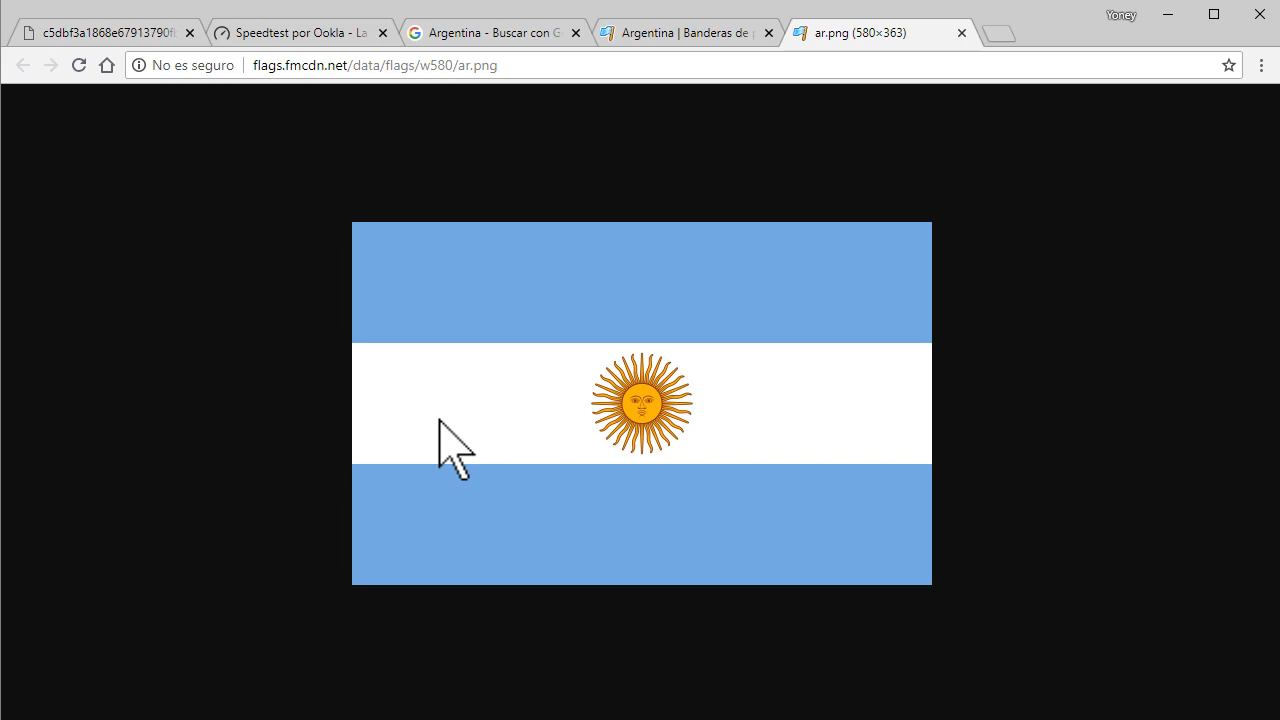 Yoney
c5dbf3a1868e67913790f
Speedtest por Ookla - La
Argentina - Buscar con G
Argentina | Banderas de
ar.png (580×363)
No es seguro
flags.fmcdn.net/data/flags/w580/ar.png